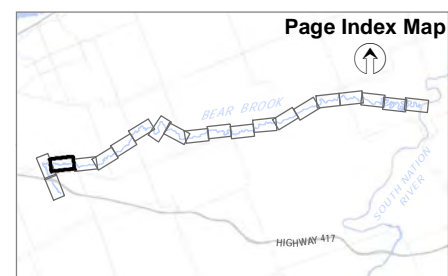 Page Index Map
BEAR BROOK
SOUTH NATION
RIVER
HIGHWAY 417